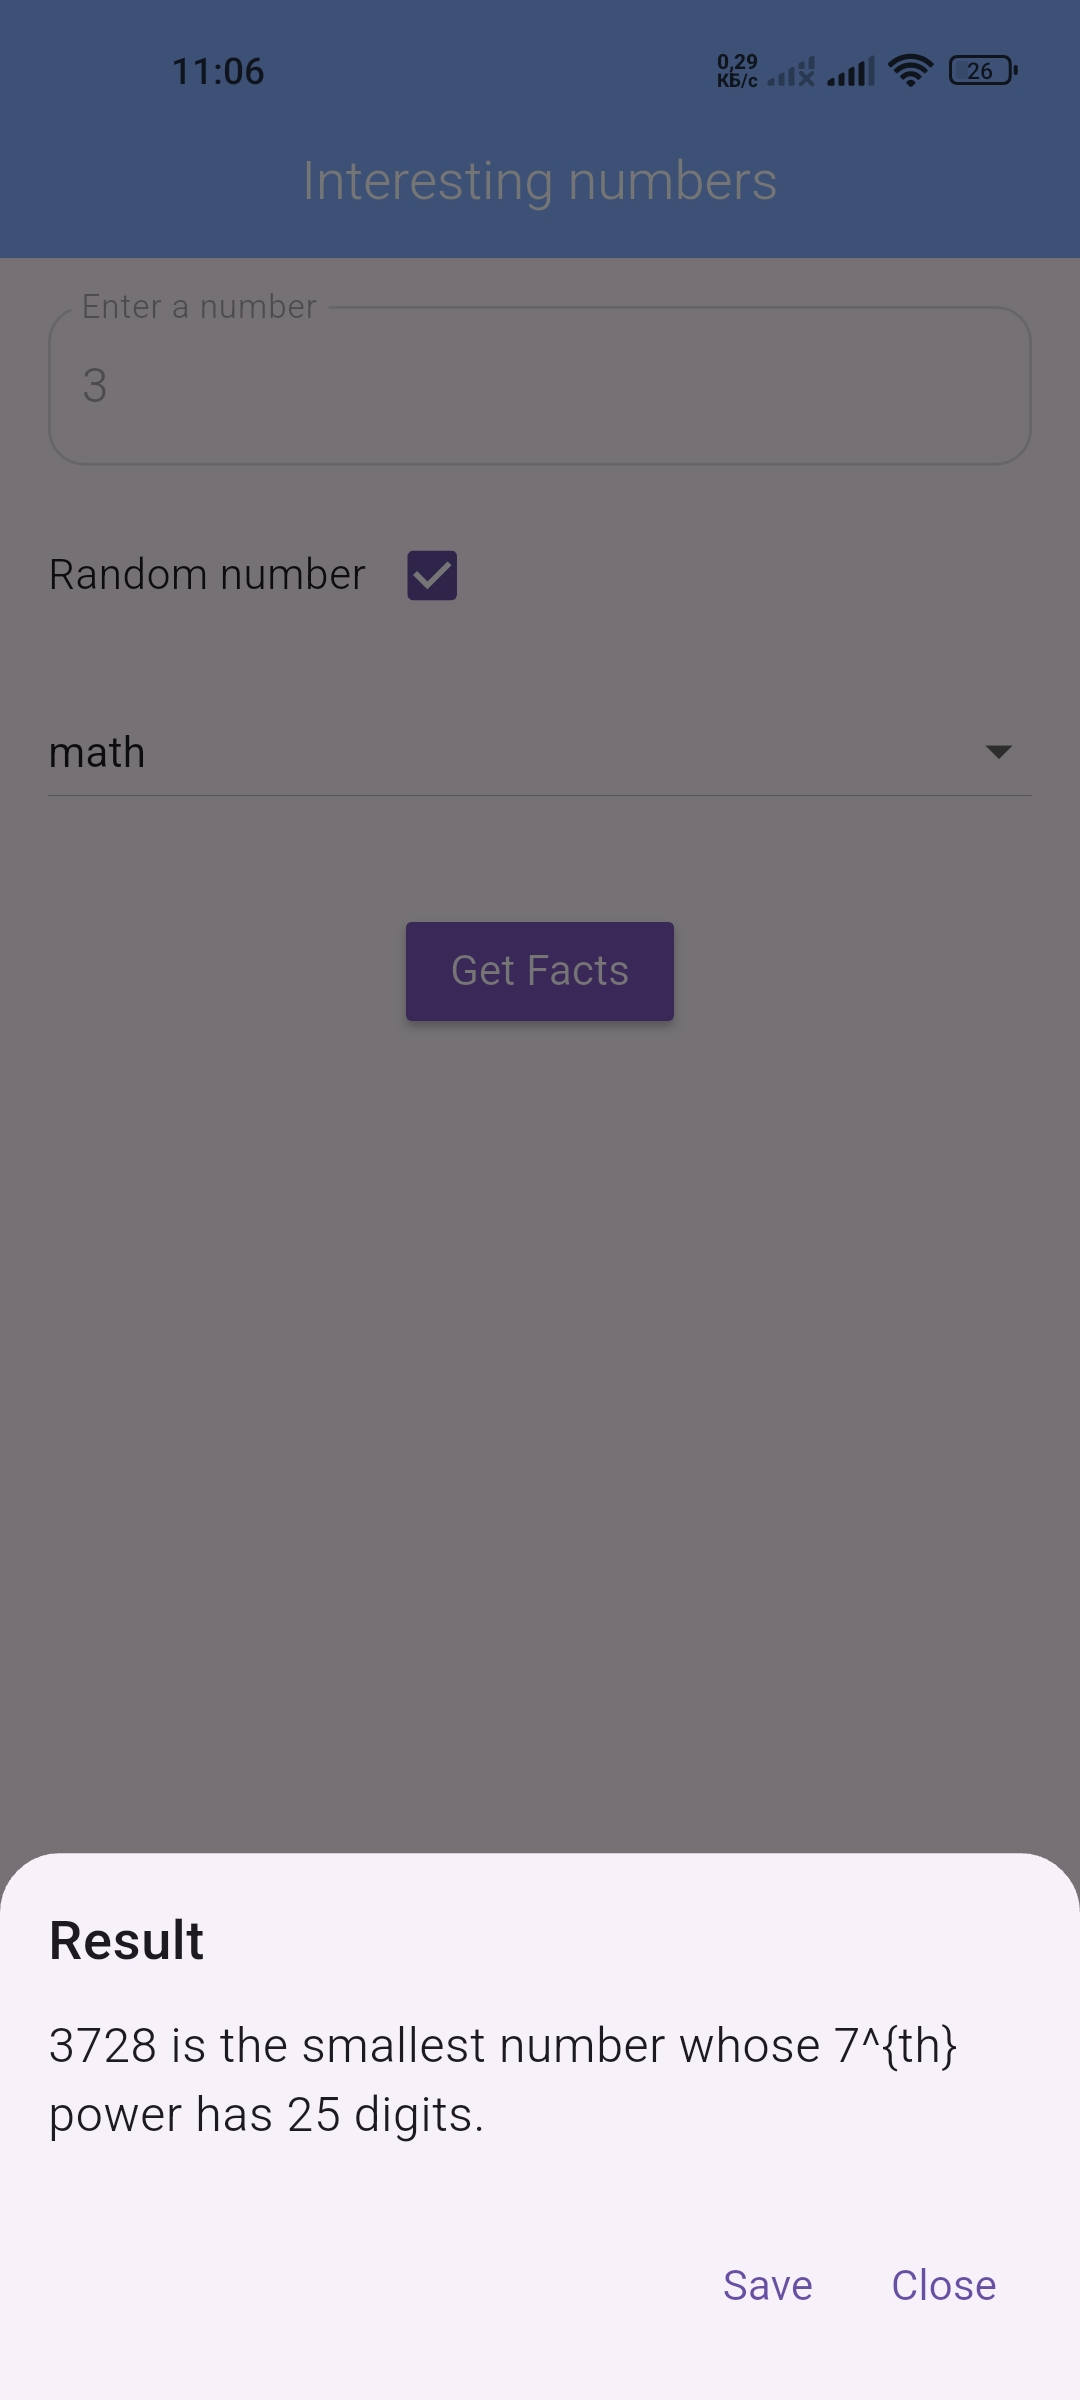 11:06
0,29
КБ/с
26
Interesting numbers
Enter a number
3
Random number
math
Get Facts
Result
3728 is the smallest number whose 7^{th}
power has 25 digits.
Save Close